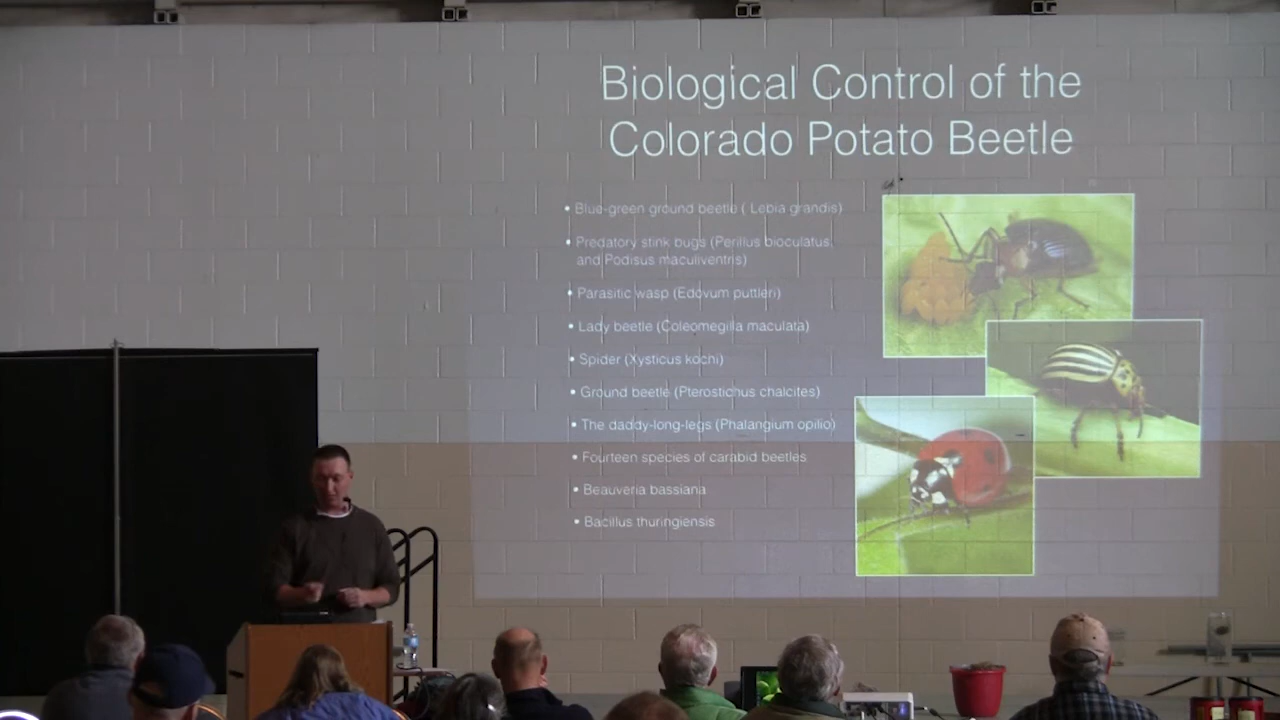 Biological Control of the
Colorado Potato Beetle
• Blue-green ground beetle ( Lebia grandis)
• Predatory stink bugs (Perillus bioculatus
and Podisus maculiventris)
• Parasitic wasp (Edovum puttleri)
• Lady beetle (Coleomegilla maculata)
• Spider (Xysticus kochi)
• Ground beetle (Pterostichus chalcites)
• The daddy-long-legs (Phalangium opilio)
• Fourteen species of carabid beetles
• Beauveria bassiana
• Bacillus thuringiensis